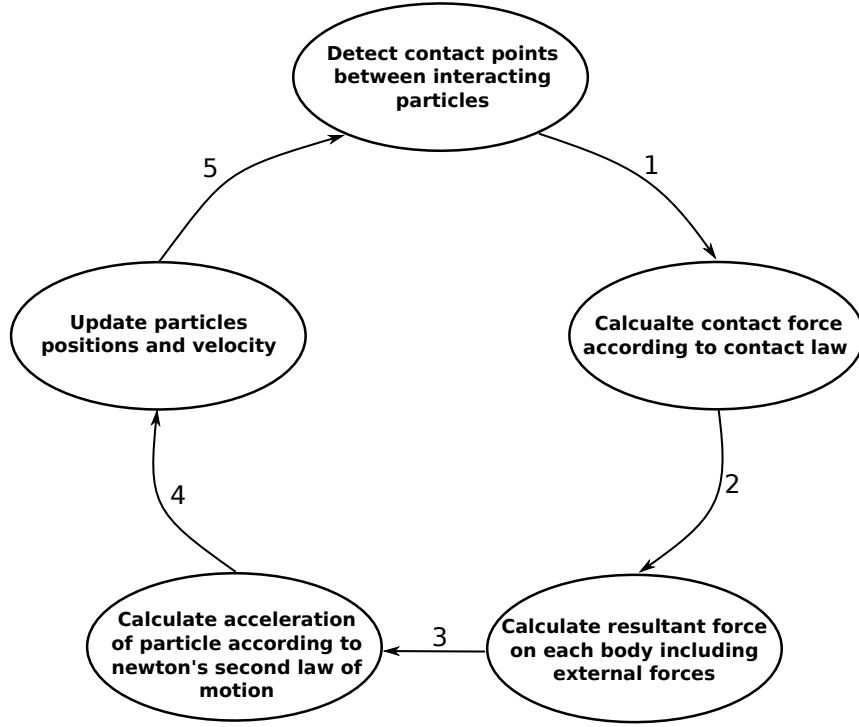 Detect contact points
between interacting
particles
1
Calcualte contact force
according to contact law
2
Calculate resultant force
on each body including
external forces
3
Calculate acceleration
of particle according to
newton's second law of
motion
4
Update particles
positions and velocity
5